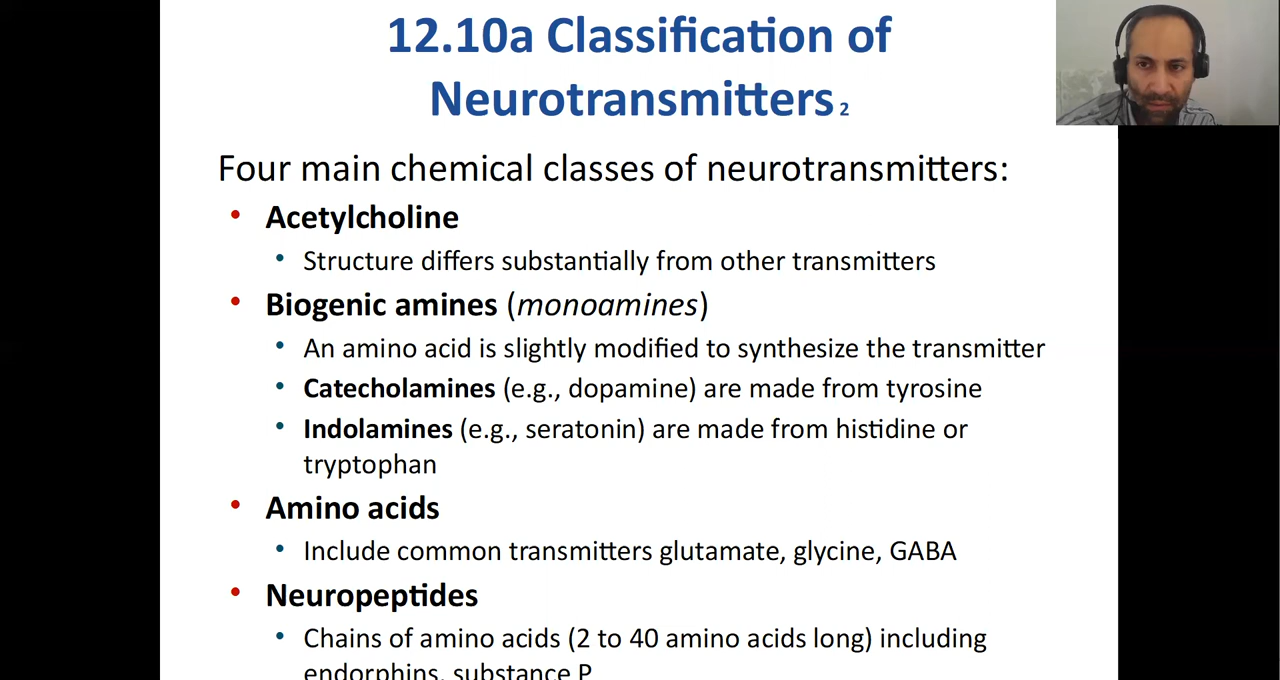 12.10a Classification of
Neurotransmitters 2
Four main chemical classes of neurotransmitters:
• Acetylcholine
• Structure differs substantially from other transmitters
• Biogenic amines (monoamines)
• An amino acid is slightly modified to synthesize the transmitter
• Catecholamines (e.g., dopamine) are made from tyrosine
• Indolamines (e.g., seratonin) are made from histidine or
tryptophan
• Amino acids
• Include common transmitters glutamate, glycine, GABA
• Neuropeptides
• Chains of amino acids (2 to 40 amino acids long) including
endorphins, substance P